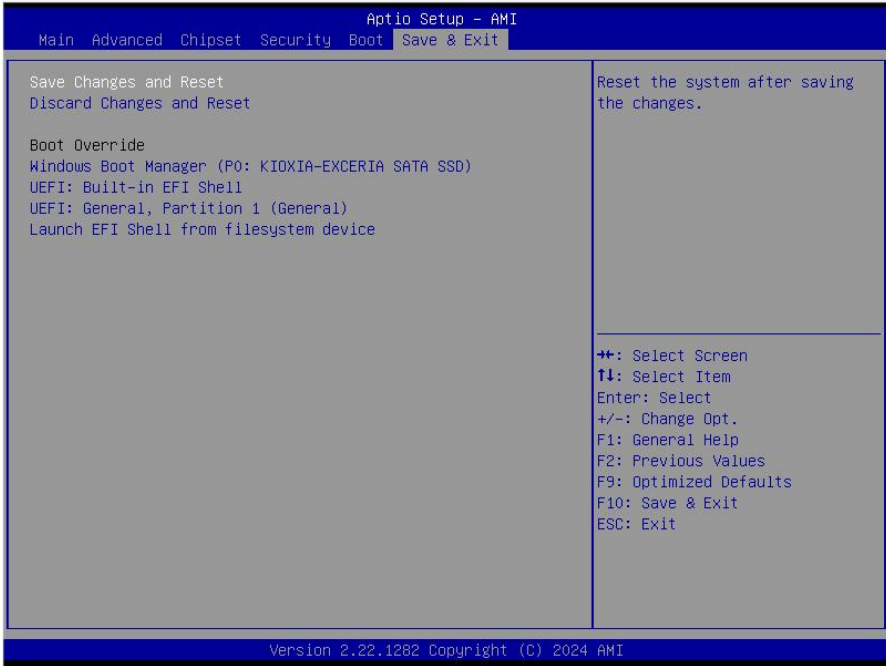 Aptio Setup - AMI
Main Advanced Chipset Security Boot Save & Exit
Save Changes and Reset
Discard Changes and Reset
Boot Override
Windows Boot Manager (P0: KIOXIA-EXCERIA SATA SSD)
UEFI: Built-in EFI Shell
UEFI: General, Partition 1 (General)
Launch EFI Shell from filesystem device
Reset the system after saving
the changes.
→←: Select Screen
↑↓: Select Item
Enter: Select
+/-: Change Opt.
F1: General Help
F2: Previous Values
F9: Optimized Defaults
F10: Save & Exit
ESC: Exit
Version 2.22.1282 Copyright (C) 2024 AMI